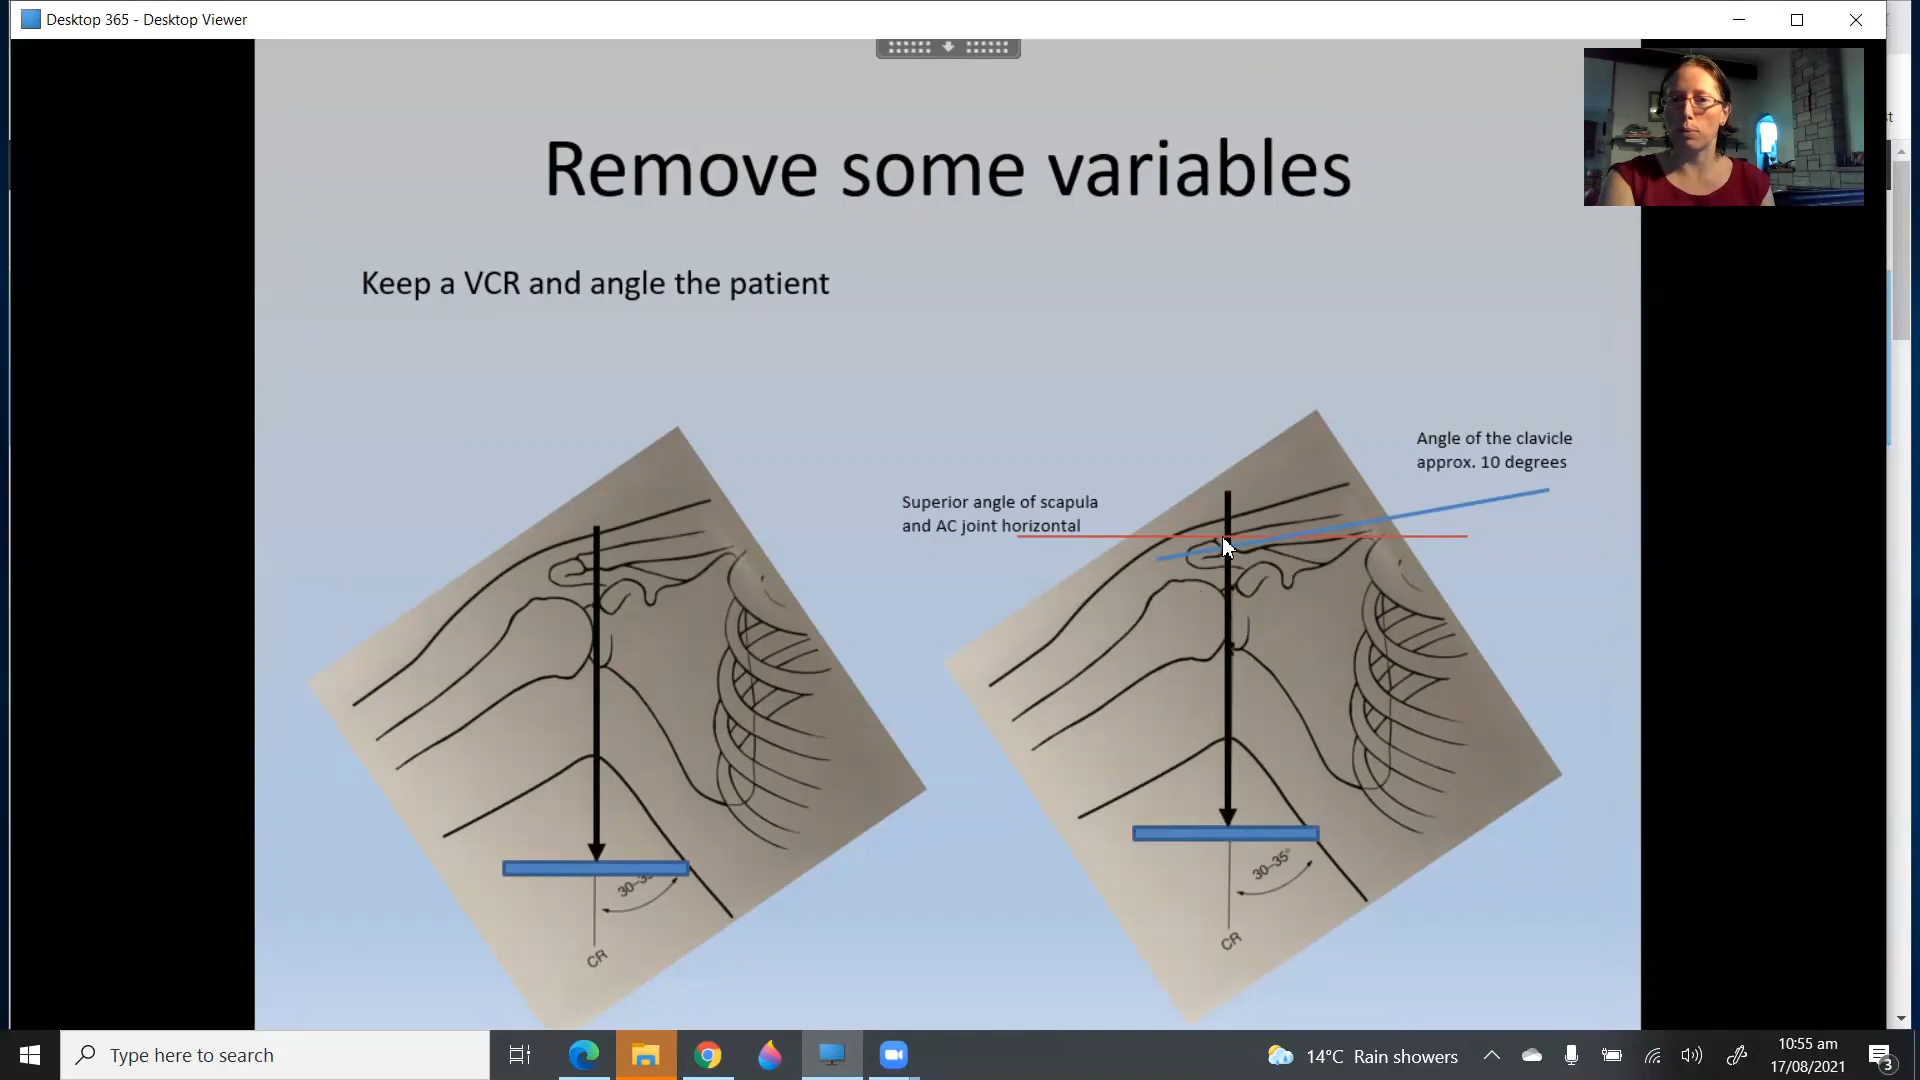 Desktop 365 - Desktop Viewer
Remove some variables
Keep a VCR and angle the patient
Angle of the clavicle
approx. 10 degrees
Superior angle of scapula
and AC joint horizontal
30–35°
CR
CR
Type here to search
14°C Rain showers
10:55 am
17/08/2021
3